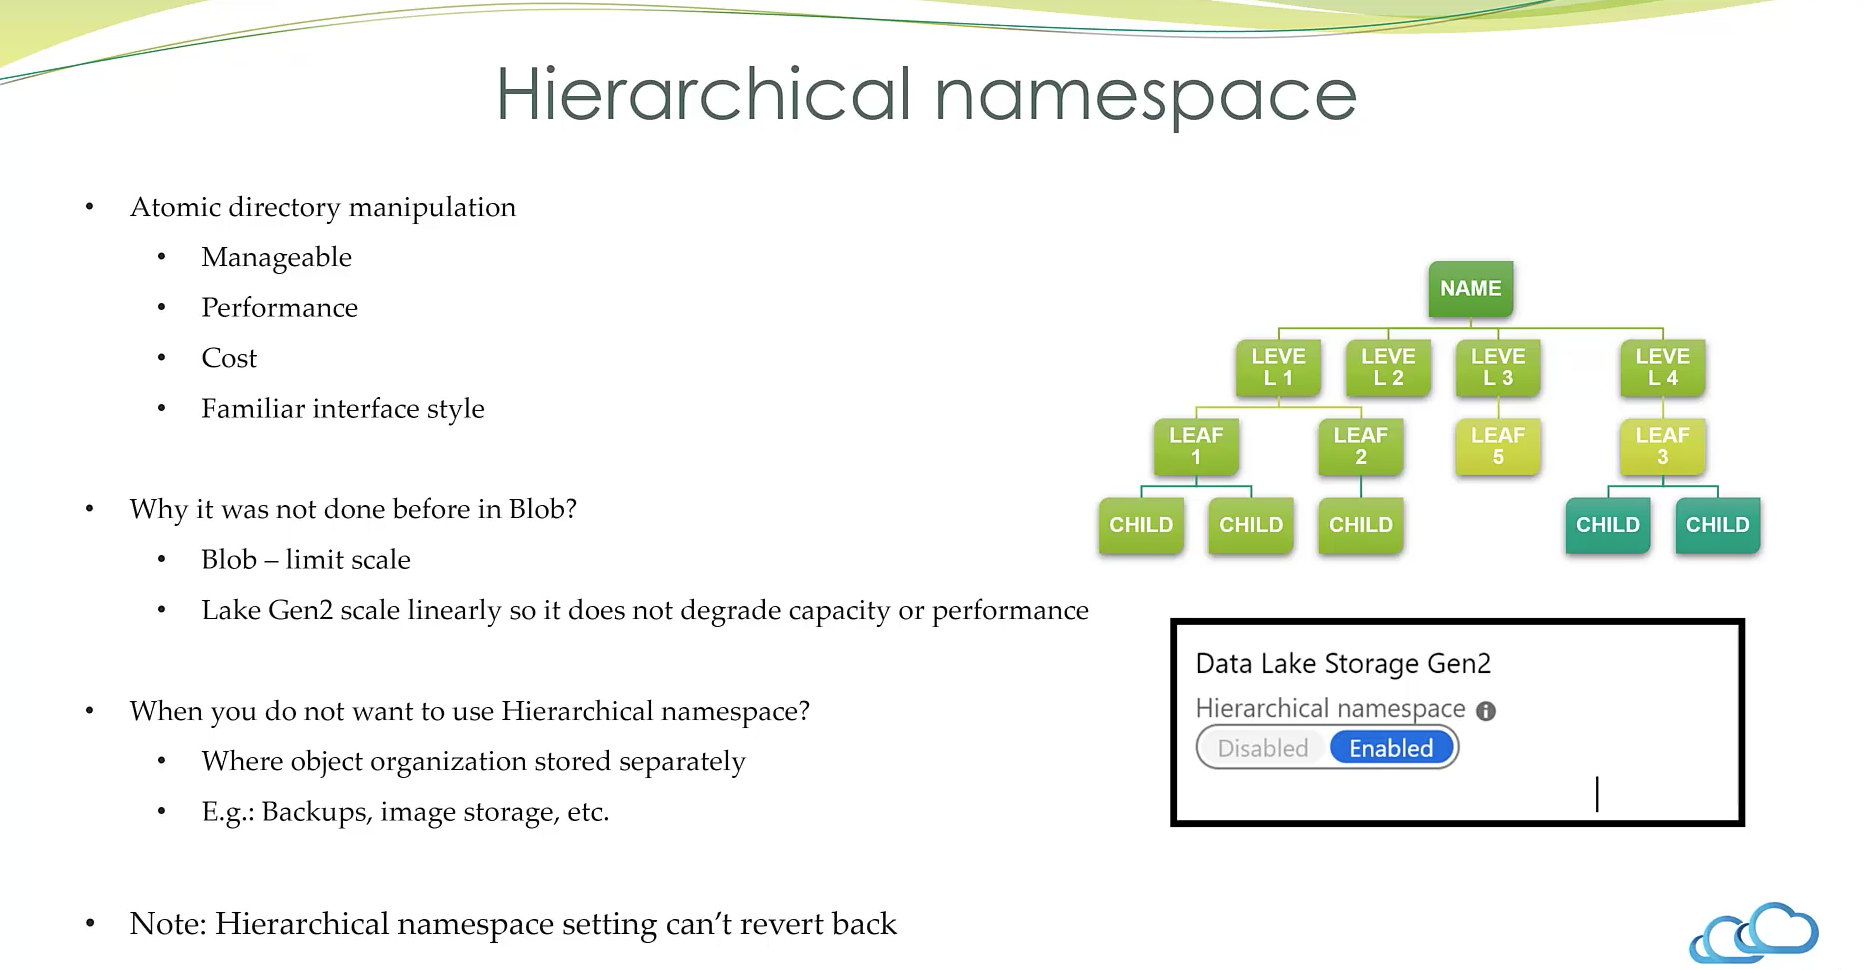 Hierarchical namespace
• Atomic directory manipulation
• Manageable
• Performance
• Cost
• Familiar interface style
• Why it was not done before in Blob?
• Blob – limit scale
• Lake Gen2 scale linearly so it does not degrade capacity or performance
• When you do not want to use Hierarchical namespace?
• Where object organization stored separately
• E.g.: Backups, image storage, etc.
• Note: Hierarchical namespace setting can’t revert back
NAME
LEVE
L 1
LEVE
L 2
LEVE
L 3
LEVE
L 4
LEAF
1
LEAF
2
LEAF
5
LEAF
3
CHILD
CHILD
CHILD
CHILD
CHILD
Data Lake Storage Gen2
Hierarchical namespace
Disabled Enabled